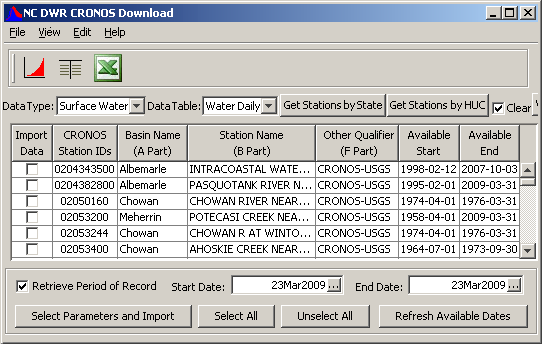 NC DWR CRONOS Download
File View Edit Help
Data Type: Surface Water Data Table: Water Daily Get Stations by State Get Stations by HUC Clear
Import Data CRONOS Station IDs Basin Name (A Part) Station Name (B Part) Other Qualifier (F Part) Available Start Available End
0204343500 Albemarle INTRACOASTAL WATE... CRONOS-USGS 1998-02-12 2007-10-03
0204382800 Albemarle PASQUOTANK RIVER N... CRONOS-USGS 1995-02-01 2009-03-31
02050160 Chowan CHOWAN RIVER NEAR... CRONOS-USGS 1974-04-01 1976-03-31
02053200 Meherrin POTECASI CREEK NEA... CRONOS-USGS 1958-04-01 2009-03-31
02053244 Chowan CHOWAN R AT WINTO... CRONOS-USGS 1974-04-01 1976-03-31
02053400 Chowan AHOSKIE CREEK NEAR... CRONOS-USGS 1964-07-01 1973-09-30
Retrieve Period of Record Start Date: 23Mar2009 ... End Date: 23Mar2009 ...
Select Parameters and Import Select All Unselect All Refresh Available Dates